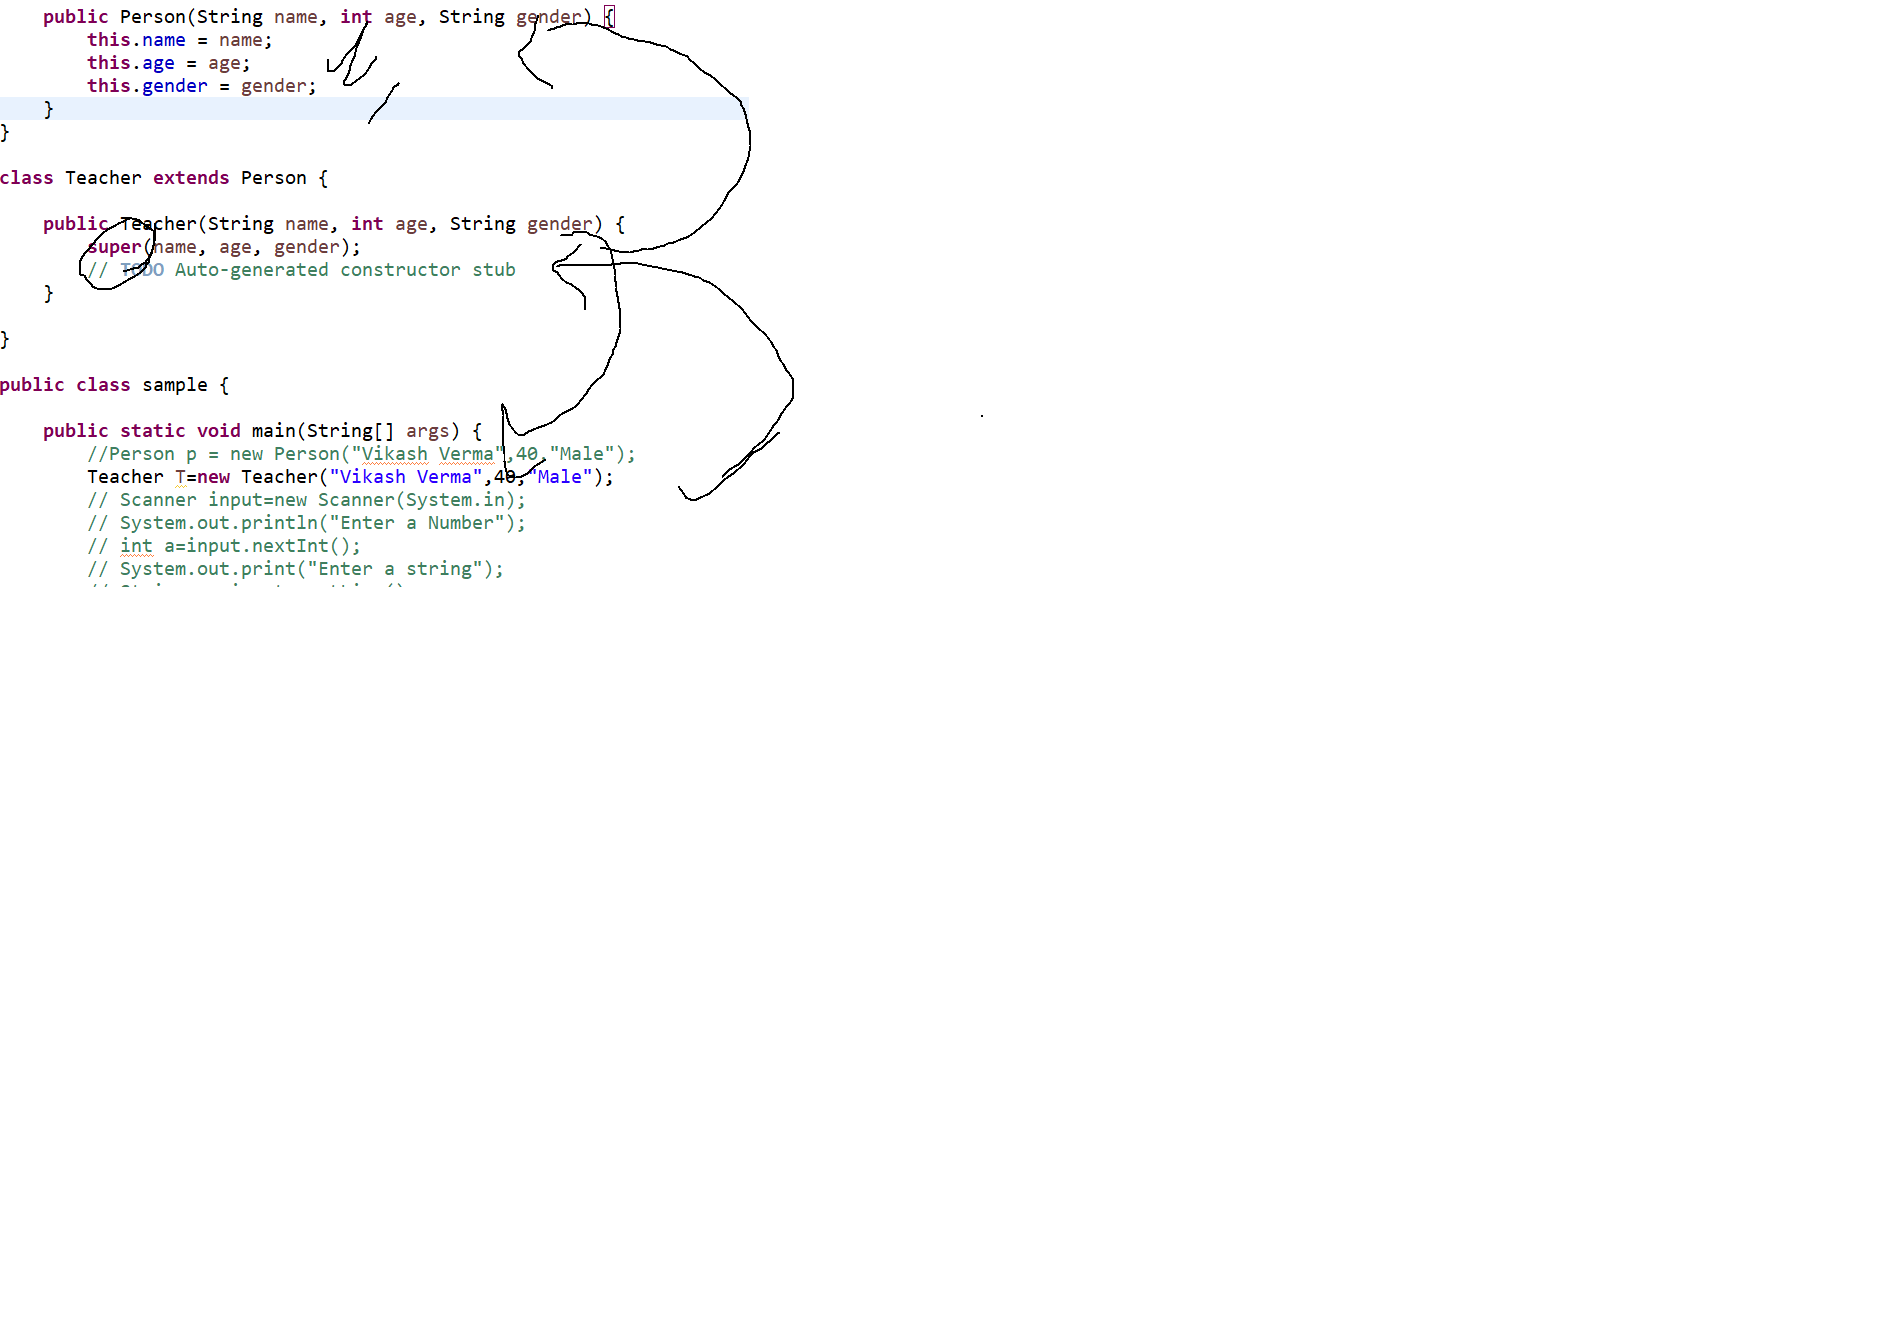 public Person(String name, int age, String gender) {
this.name = name;
this.age = age;
this.gender = gender;
}
}
class Teacher extends Person {
public Teacher(String name, int age, String gender) {
super(name, age, gender);
// TODO Auto-generated constructor stub
}
}
public class sample {
public static void main(String[] args) {
//Person p = new Person("Vikash Verma",40,"Male");
Teacher T=new Teacher("Vikash Verma",40,"Male");
// Scanner input=new Scanner(System.in);
// System.out.println("Enter a Number");
// int a=input.nextInt();
// System.out.print("Enter a string");